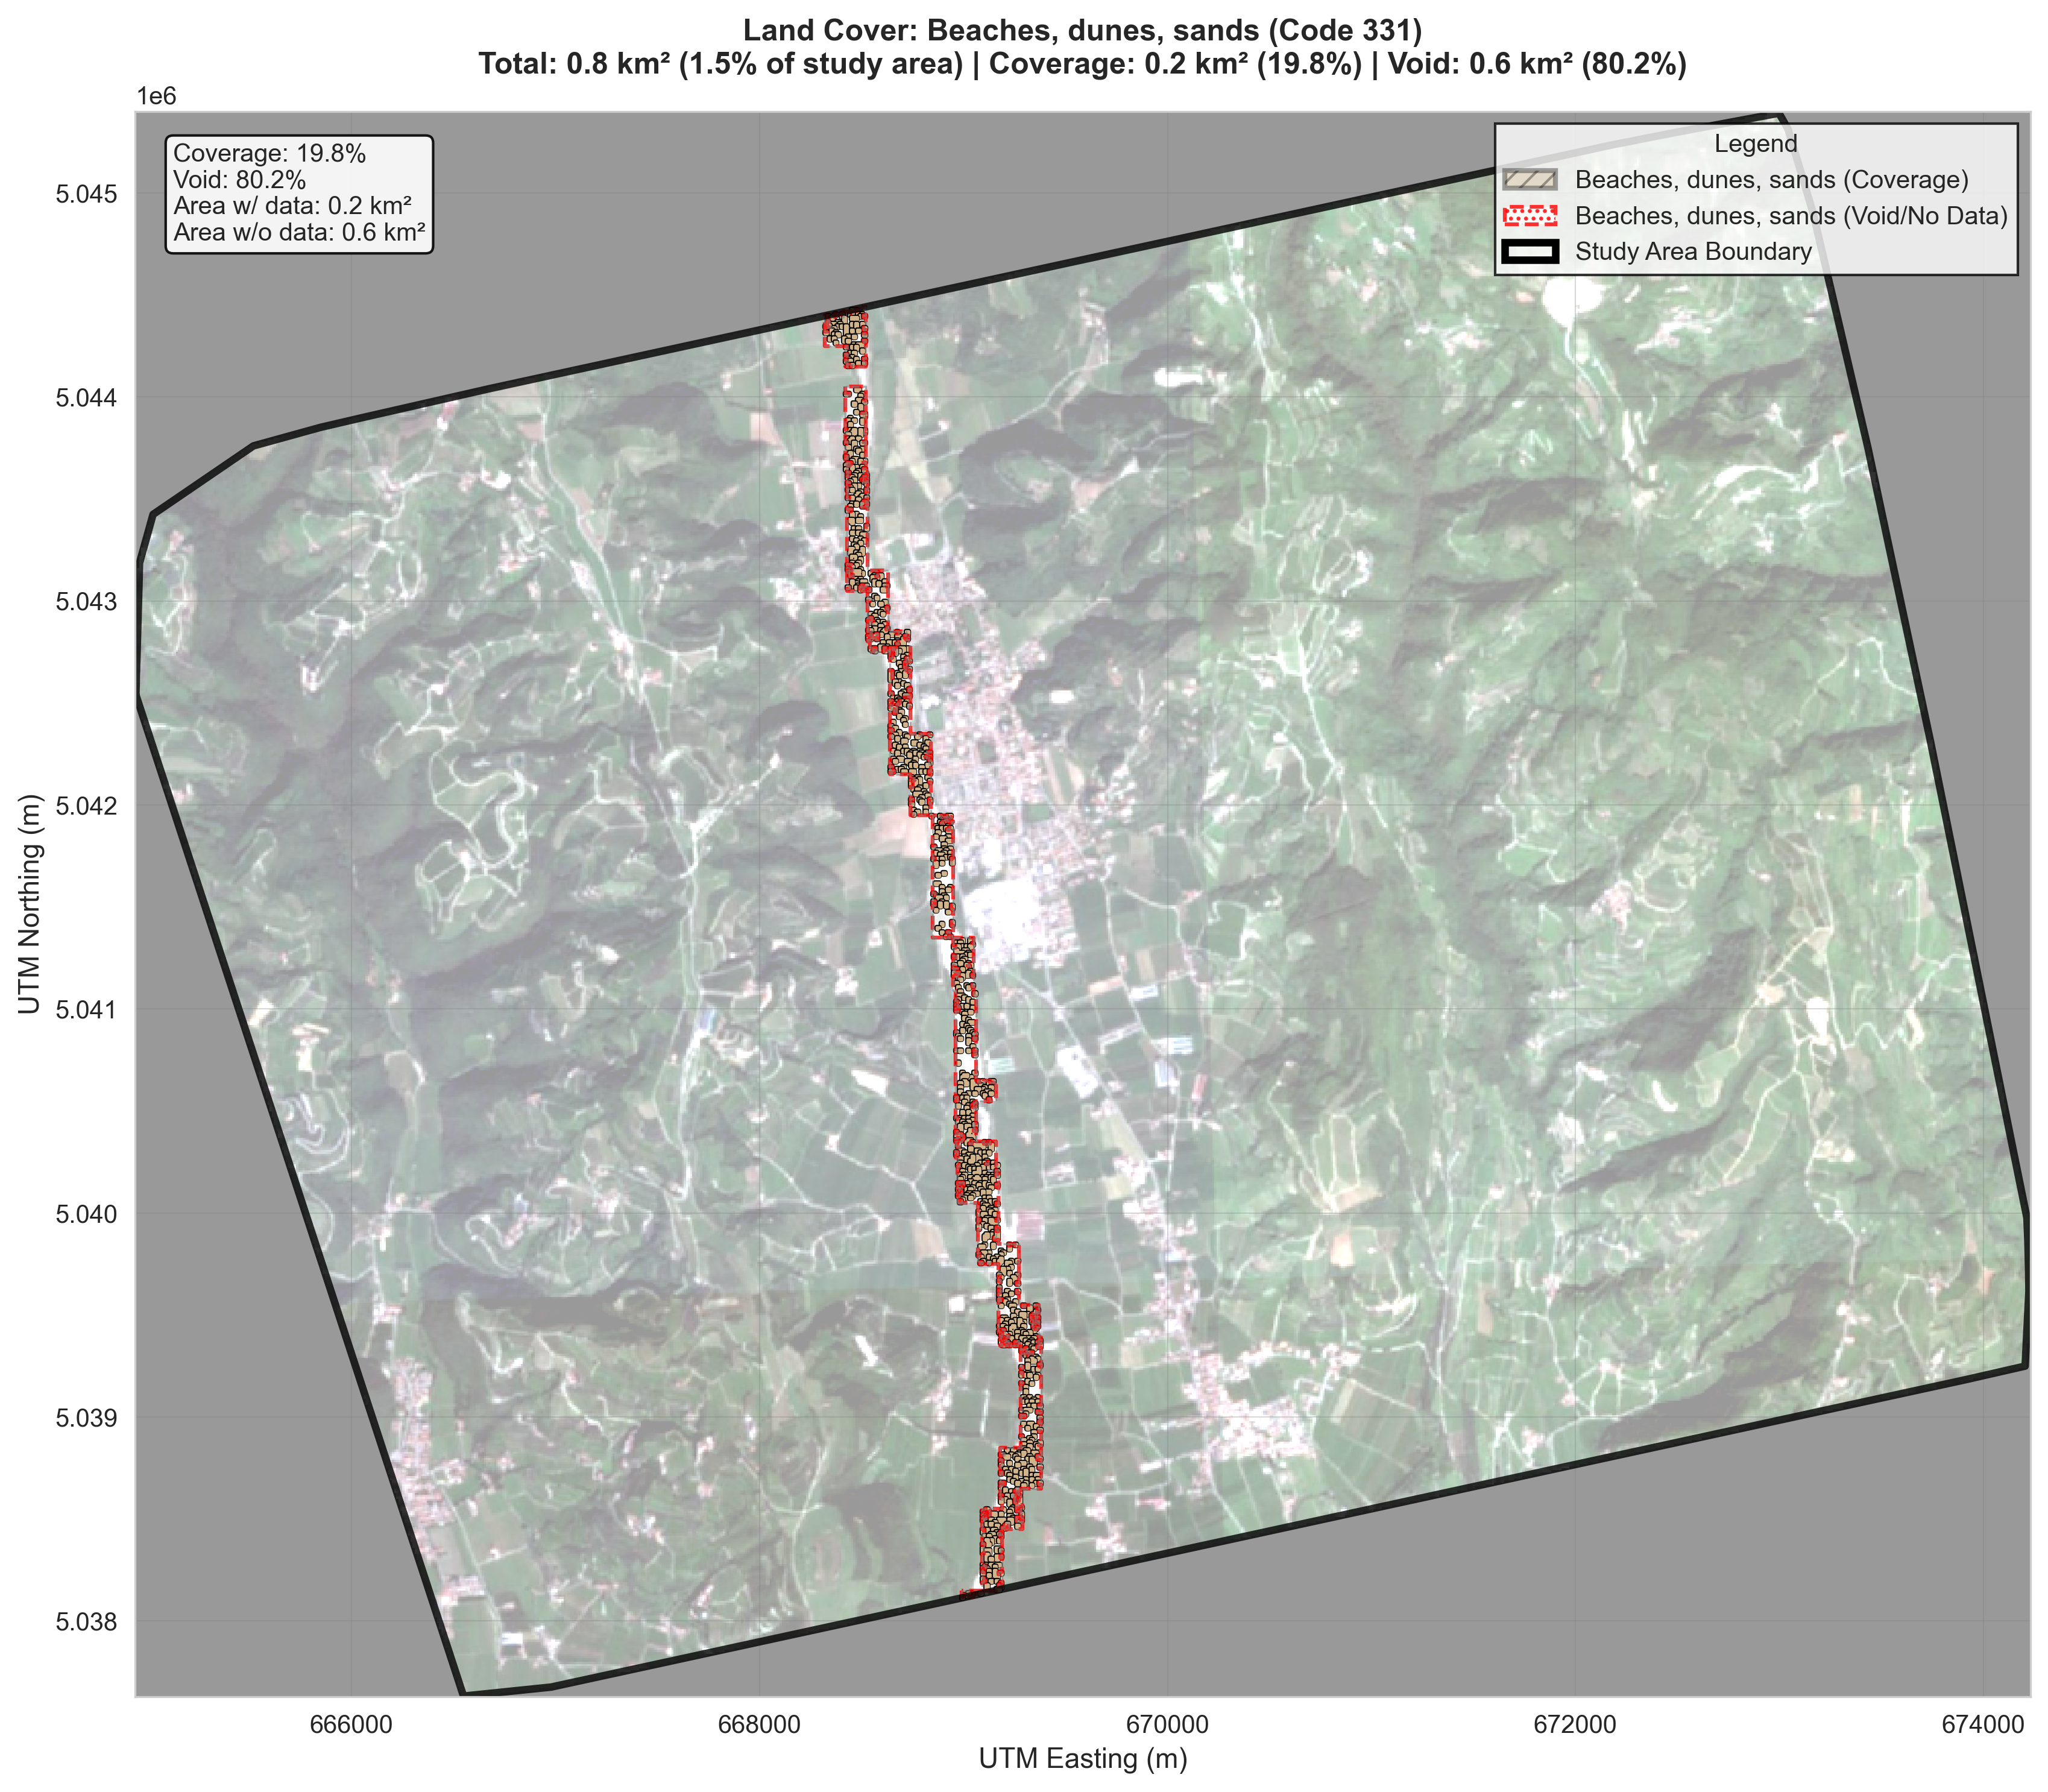 Land Cover: Beaches, dunes, sands (Code 331)
Total: 0.8 km² (1.5% of study area) | Coverage: 0.2 km² (19.8%) | Void: 0.6 km² (80.2%)
1e6
Coverage: 19.8%
Void: 80.2%
Area w/ data: 0.2 km²
Area w/o data: 0.6 km²
Legend
Beaches, dunes, sands (Coverage)
Beaches, dunes, sands (Void/No Data)
Study Area Boundary
5.045
5.044
5.043
5.042
5.041
5.040
5.039
5.038
UTM Northing (m)
666000
668000
670000
672000
674000
UTM Easting (m)